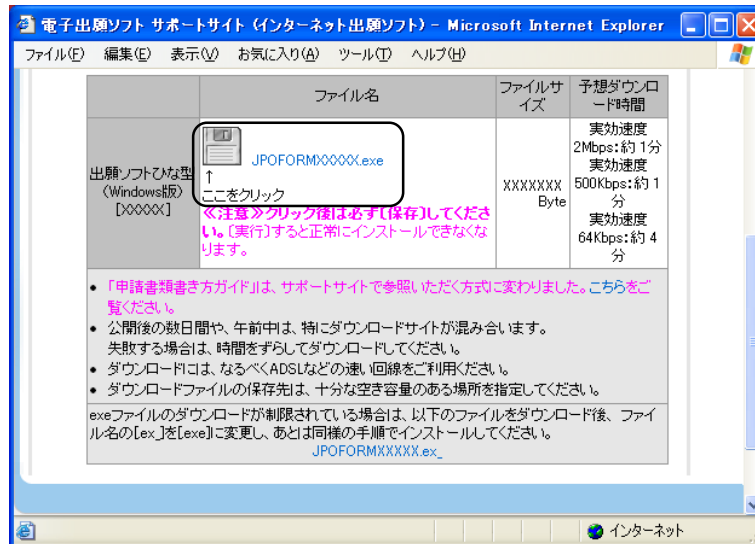 電子出願ソフト サポートサイト (インターネット出願ソフト) - Microsoft Internet Explorer
ファイル(F) 編集(E) 表示(V) お気に入り(A) ツール(T) ヘルプ(H)
ファイル名
ファイルサ
イズ
予想ダウンロ
ード時間
出願ソフトひな型
(Windows版)
[XXXXX]
JPOFORMXXXXX.exe
↑
ここをクリック
≪注意≫クリック後は必ず[保存]してくださ
い。[実行]すると正常にインストールできなくな
ります。
XXXXXXX
Byte
実効速度
2Mbps:約 1分
実効速度
500Kbps:約 1
分
実効速度
64Kbps:約 4
分
• 「申請書類書き方ガイド」は、サポートサイトで参照いただく方式に変わりました。こちらをご
覧ください。
• 公開後の数日間や、午前中は、特にダウンロードサイトが混み合います。
失敗する場合は、時間をずらしてダウンロードしてください。
• ダウンロードには、なるべくADSLなどの速い回線をご利用ください。
• ダウンロードファイルの保存先は、十分な空き容量のある場所を指定してください。
exeファイルのダウンロードが制限されている場合は、以下のファイルをダウンロード後、ファイ
ル名の[ex_]を[exe]に変更し、あとは同様の手順でインストールしてください。
JPOFORMXXXXX.ex_
インターネット